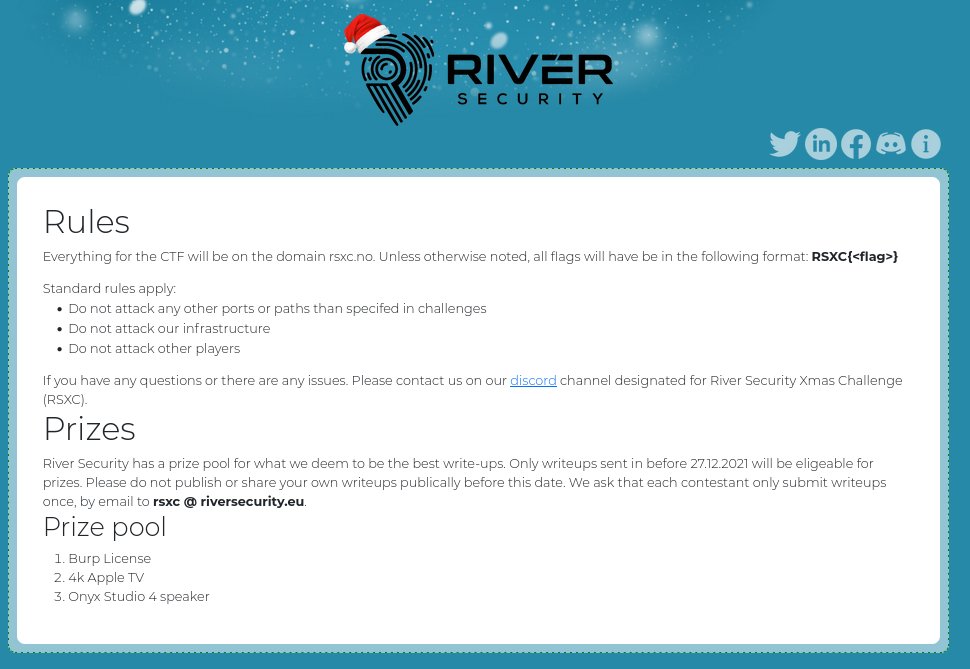 RIVER
SECURITY
Rules
Everything for the CTF will be on the domain rsxc.no. Unless otherwise noted, all flags will have be in the following format: RSXC{<flag>}
Standard rules apply:
• Do not attack any other ports or paths than specifed in challenges
• Do not attack our infrastructure
• Do not attack other players
If you have any questions or there are any issues. Please contact us on our discord channel designated for River Security Xmas Challenge
(RSXC).
Prizes
River Security has a prize pool for what we deem to be the best write-ups. Only writeups sent in before 27.12.2021 will be eligeable for
prizes. Please do not publish or share your own writeups publically before this date. We ask that each contestant only submit writeups
once, by email to rsxc @ riversecurity.eu.
Prize pool
1. Burp License
2. 4k Apple TV
3. Onyx Studio 4 speaker